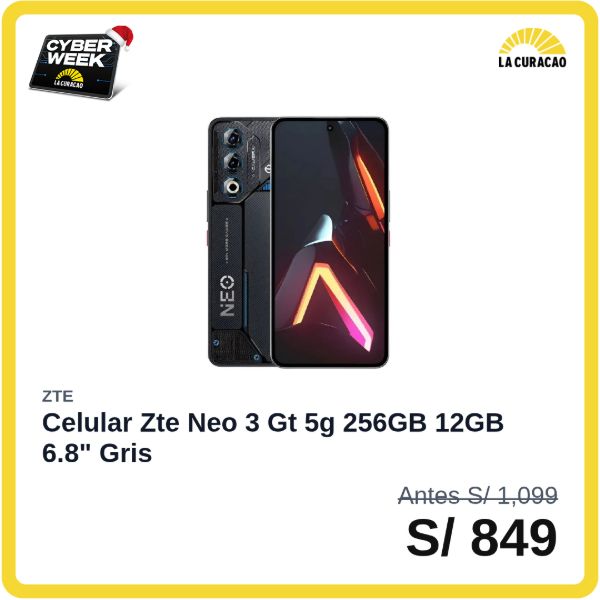 CYBER
WEEK
LA CURACAO
LA CURACAO
NEO
ZTE
Celular Zte Neo 3 Gt 5g 256GB 12GB
6.8" Gris
Antes S/ 1,099
S/ 849